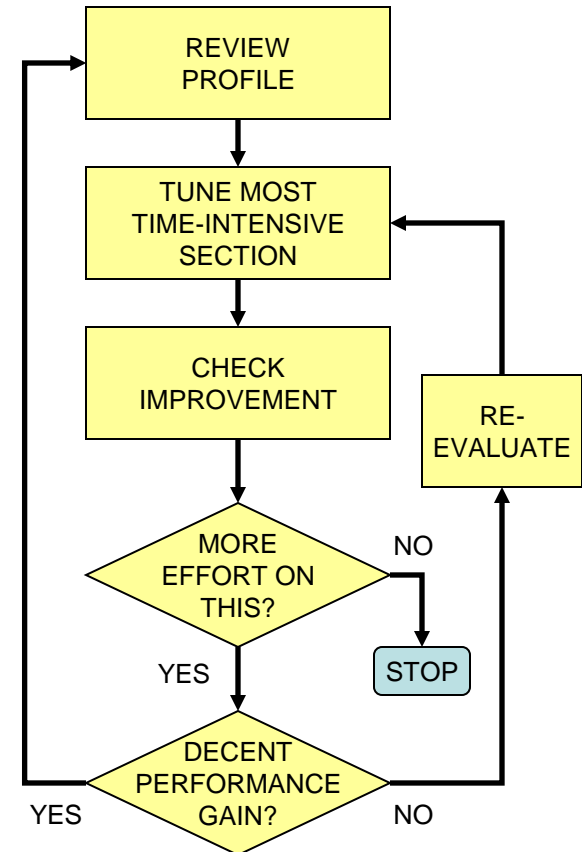 REVIEW
PROFILE
TUNE MOST
TIME-INTENSIVE
SECTION
CHECK
IMPROVEMENT
RE-
EVALUATE
MORE
EFFORT ON
THIS?
NO
STOP
YES
DECENT
PERFORMANCE
GAIN?
YES
NO